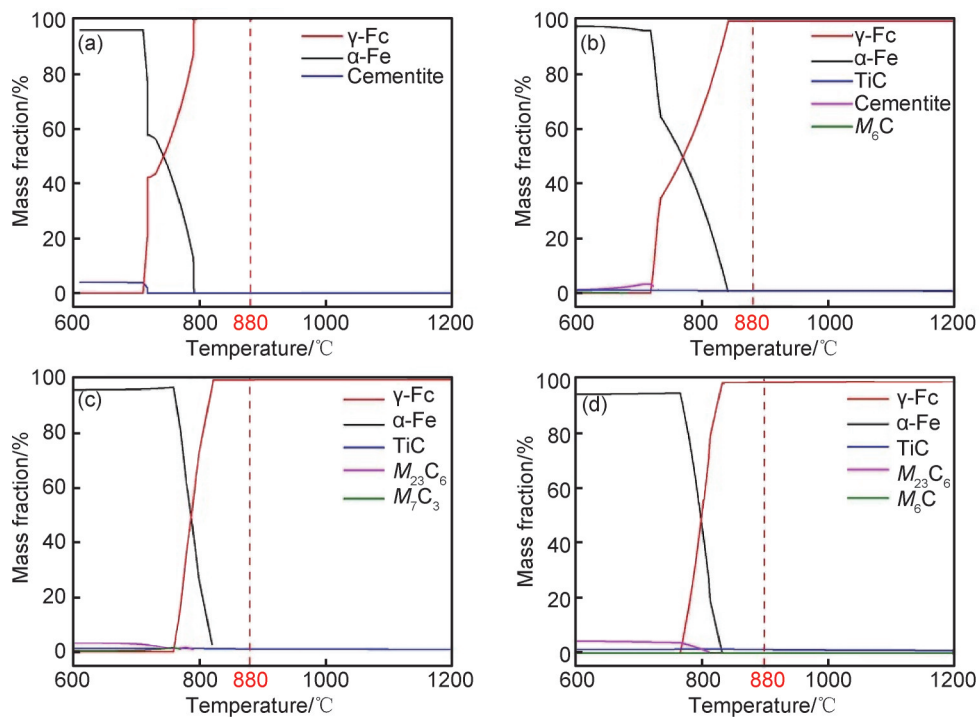 (a)
γ-Fc
α-Fe
Cementite
100
80
60
40
20
0
Mass fraction/%
600
800
880
1000
1200
Temperature/℃
(b)
γ-Fc
α-Fe
TiC
Cementite
M₆C
100
80
60
40
20
0
Mass fraction/%
600
800
880
1000
1200
Temperature/℃
(c)
γ-Fc
α-Fe
TiC
M₂₃C₆
M₇C₃
100
80
60
40
20
0
Mass fraction/%
600
800
880
1000
1200
Temperature/℃
(d)
γ-Fc
α-Fe
TiC
M₂₃C₆
M₆C
100
80
60
40
20
0
Mass fraction/%
600
800
880
1000
1200
Temperature/℃